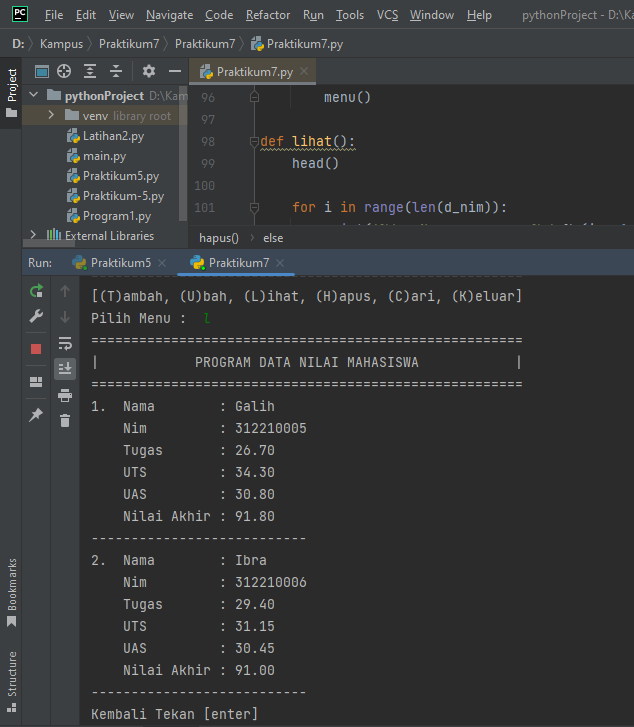 PC File Edit View Navigate Code Refactor Run Tools VCS Window Help pythonProject - D:\K
D: Kampus Praktikum7 Praktikum7 Praktikum7.py
Project
Praktikum7.py
pythonProject D:\Kam
venv library root
Latihan2.py
main.py
Praktikum5.py
Praktikum-5.py
Program1.py
External Libraries
96 menu()
97
98 def lihat():
99 head()
100
101 for i in range(len(d_nim)):
hapus() else
Run: Praktikum5 Praktikum7
[(T)ambah, (U)bah, (L)ihat, (H)apus, (C)ari, (K)eluar]
Pilih Menu : l
======================================================
| PROGRAM DATA NILAI MAHASISWA |
======================================================
1. Nama : Galih
Nim : 312210005
Tugas : 26.70
UTS : 34.30
UAS : 30.80
Nilai Akhir : 91.80
---------------------------
2. Nama : Ibra
Nim : 312210006
Tugas : 29.40
UTS : 31.15
UAS : 30.45
Nilai Akhir : 91.00
---------------------------
Kembali Tekan [enter]
Bookmarks
Structure